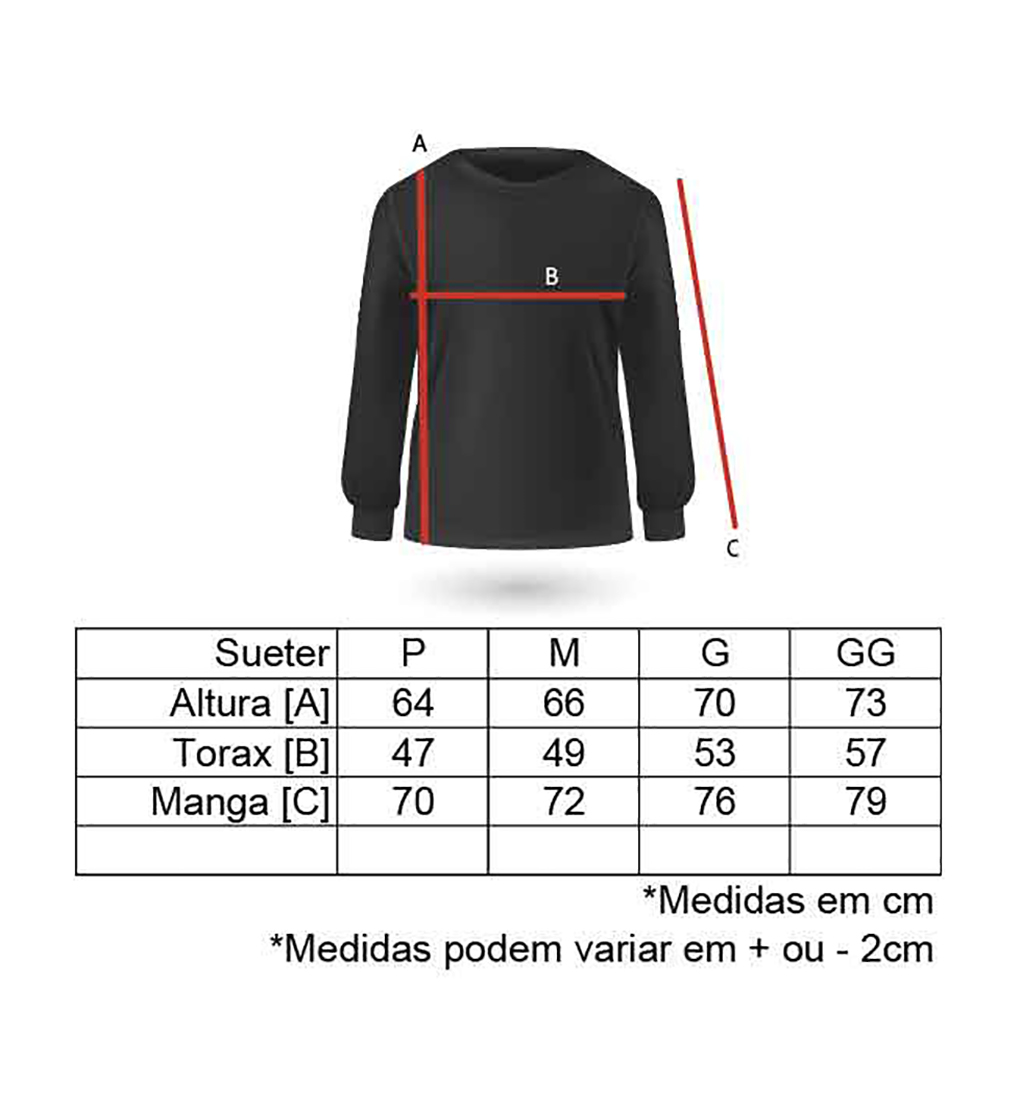 A
B
C
Sueter P M G GG
Altura [A] 64 66 70 73
Torax [B] 47 49 53 57
Manga [C] 70 72 76 79
*Medidas em cm
*Medidas podem variar em + ou - 2cm